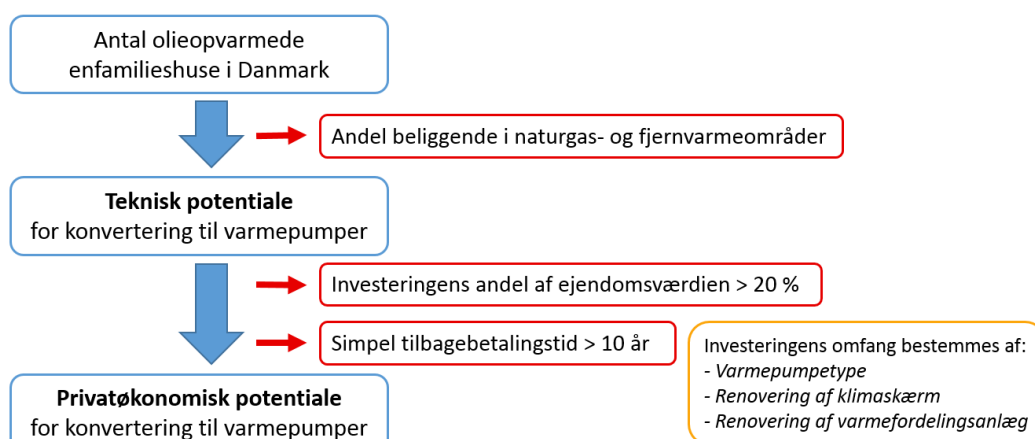 Antal olieopvarmede
enfamilieshuse i Danmark
Andel beliggende i naturgas- og fjernvarmeområder
Teknisk potentiale
for konvertering til varmepumper
Investeringens andel af ejendomsværdien > 20 %
Simpel tilbagebetalingstid > 10 år
Investeringens omfang bestemmes af:
- Varmepumpetype
- Renovering af klimaskærm
- Renovering af varmefordelingsanlæg
Privatøkonomisk potentiale
for konvertering til varmepumper